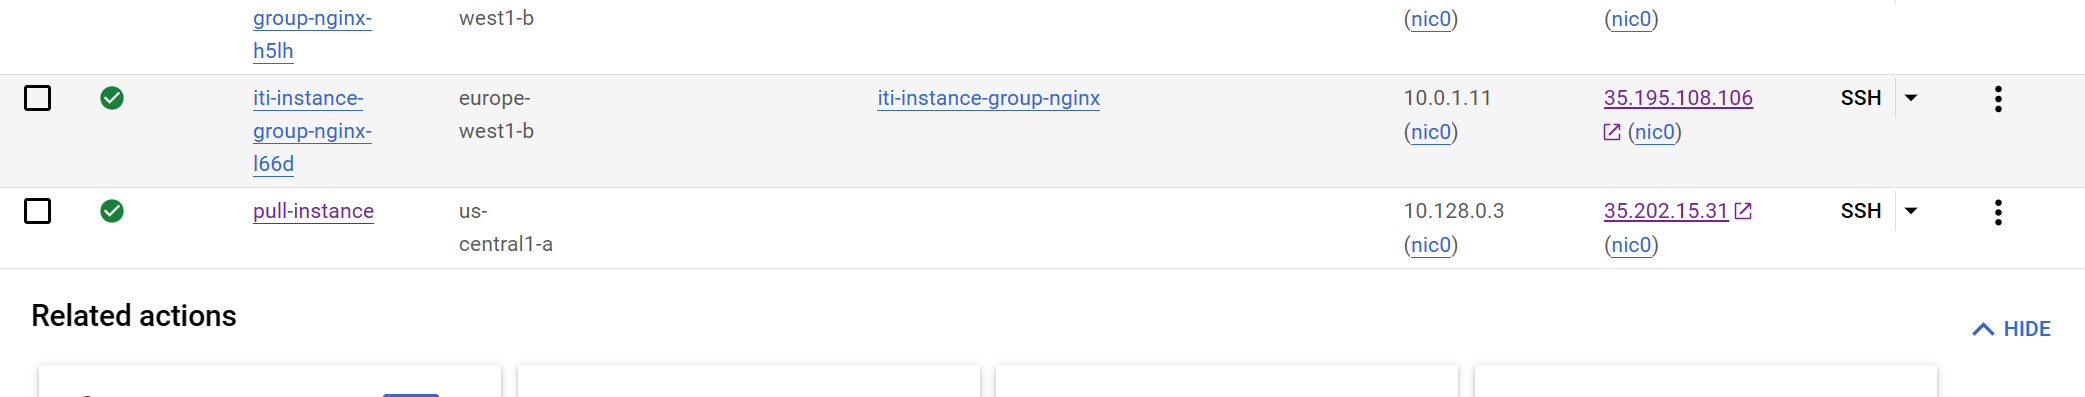 group-nginx- west1-b (nic0) (nic0)
h5lh
iti-instance- europe- iti-instance-group-nginx 10.0.1.11 35.195.108.106 SSH
group-nginx- west1-b (nic0) (nic0)
l66d
pull-instance us- 10.128.0.3 35.202.15.31 SSH
central1-a (nic0) (nic0)
Related actions
HIDE